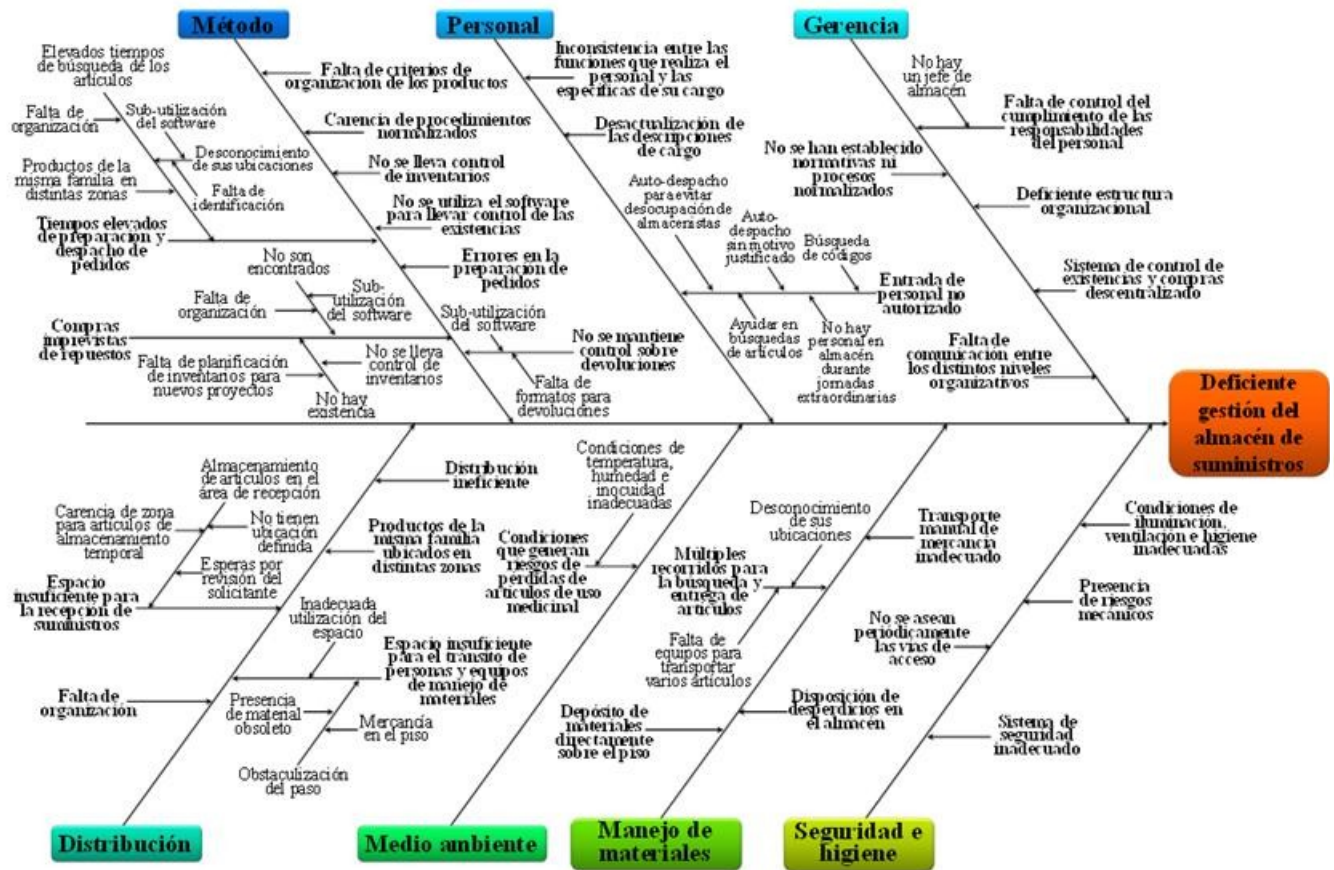 Método
Personal
Gerencia
Elevados tiempos
de búsqueda de los
artículos
Falta de
organización
Sub-utilización
del software
Desconocimiento
de sus ubicaciones
Productos de la
misma familia en
distintas zonas
Falta de
identificación
Tiempos elevados
de preparación y
despacho de
pedidos
Falta de criterios de
organización de los productos
Carencia de procedimientos
normalizados
No se lleva control
de inventarios
No se utiliza el software
para llevar control de las
existencias
Errores en la
preparación de
pedidos
No son
encontrados
Falta de
organización
Sub-
utilización
del software
Compras
imprevistas
de repuestos
Falta de planificación
de inventarios para
nuevos proyectos
No se lleva
control de
inventarios
No hay
existencia
Sub-utilización
del software
No se mantiene
control sobre
devoluciones
Falta de
formatos para
devoluciones
Inconsistencia entre las
funciones que realiza el
personal y las
específicas de su cargo
Desactualización de
las descripciones
de cargo
Auto-despacho
para evitar
desocupación de
almacenistas
Auto-
despacho
sin motivo
justificado
Búsqueda
de códigos
Entrada de
personal no
autorizado
Ayudar en
búsquedas
de artículos
No hay
personal en
almacén
durante
jornadas
extraordinarias
No hay
un jefe de
almacén
Falta de control del
cumplimiento de las
responsabilidades
del personal
No se han establecido
normativas ni
procesos
normalizados
Deficiente estructura
organizacional
Sistema de control de
existencias y compras
descentralizado
Falta de
comunicación entre
los distintos niveles
organizativos
Deficiente
gestión del
almacén de
suministros
Almacenamiento
de artículos en el
área de recepción
Carencia de zona
para artículos de
almacenamiento
temporal
No tienen
ubicación
definida
Esperas por
revisión del
solicitante
Espacio
insuficiente para
la recepción de
suministros
Distribución
ineficiente
Productos de la
misma familia
ubicados en
distintas zonas
Inadecuada
utilización del
espacio
Espacio insuficiente
para el tránsito de
personas y equipos
de manejo de
materiales
Falta de
organización
Presencia
de material
obsoleto
Mercancía
en el piso
Obstaculización
del paso
Condiciones de
temperatura,
humedad e
inocuidad
inadecuadas
Condiciones
que generan
riesgos de
pérdidas de
artículos de uso
medicinal
Desconocimiento
de sus
ubicaciones
Múltiples
recorridos para
la busqueda y
entrega de
artículos
Transporte
manual de
mercancía
inadecuado
Falta de
equipos para
transportar
varios artículos
Depósito de
materiales
directamente
sobre el piso
Disposición de
desperdicios en
el almacén
Condiciones de
iluminación,
ventilación e higiene
inadecuadas
Presencia
de riesgos
mecánicos
No se asean
periódicamente
las vías de
acceso
Sistema de
seguridad
inadecuado
Distribución
Medio ambiente
Manejo de
materiales
Seguridad e
higiene